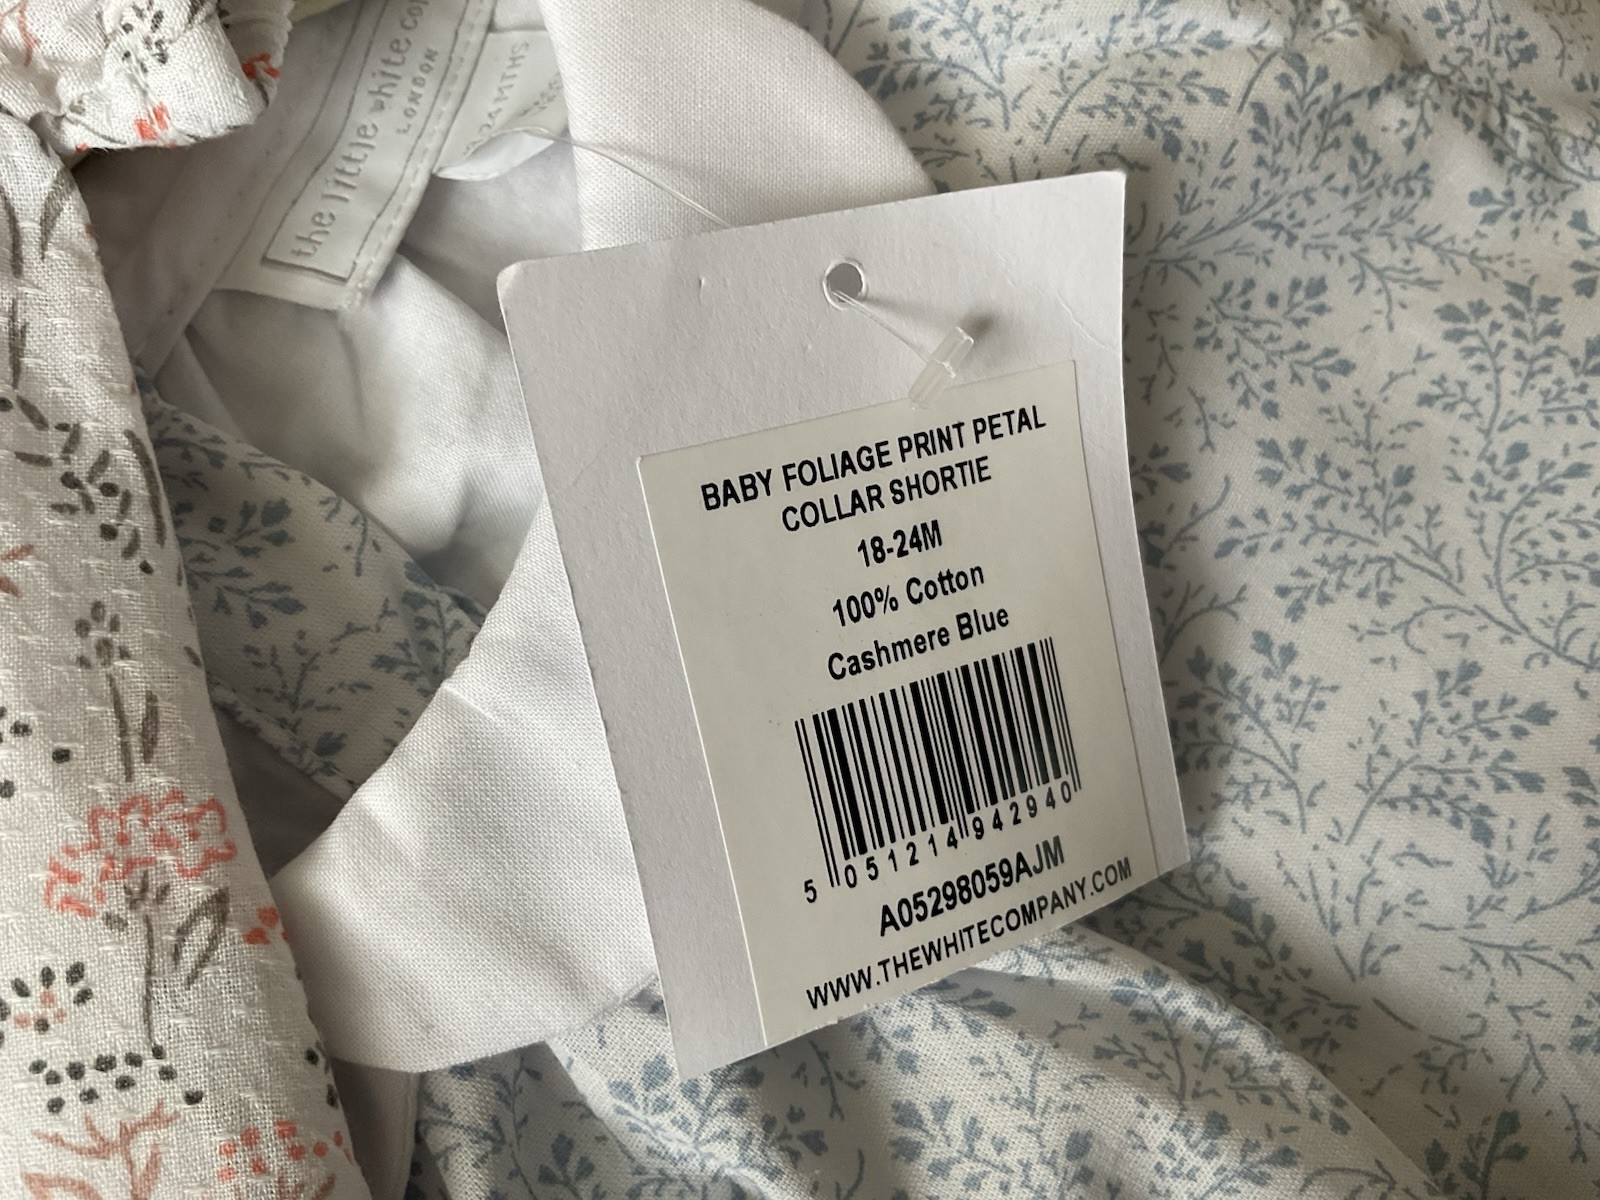 the little white co
LONDON
24MTHS
BABY FOLIAGE PRINT PETAL
COLLAR SHORTIE
18-24M
100% Cotton
Cashmere Blue
5 051214 942940
A05298059AJM
WWW.THEWHITECOMPANY.COM